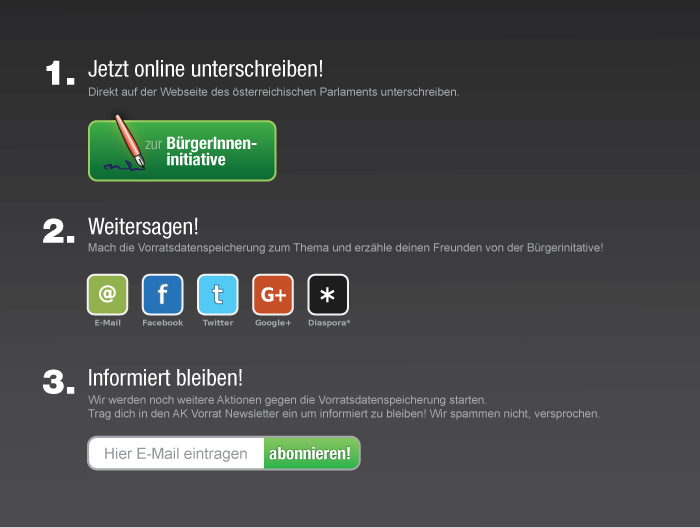 1. Jetzt online unterschreiben!
Direkt auf der Webseite des österreichischen Parlaments unterschreiben.
zur BürgerInnen-
initiative
2. Weitersagen!
Mach die Vorratsdatenspeicherung zum Thema und erzähle deinen Freunden von der Bürgerinitative!
@ f t G+ *
E-Mail Facebook Twitter Google+ Diaspora*
3. Informiert bleiben!
Wir werden noch weitere Aktionen gegen die Vorratsdatenspeicherung starten.
Trag dich in den AK Vorrat Newsletter ein um informiert zu bleiben! Wir spammen nicht, versprochen.
Hier E-Mail eintragen abonnieren!